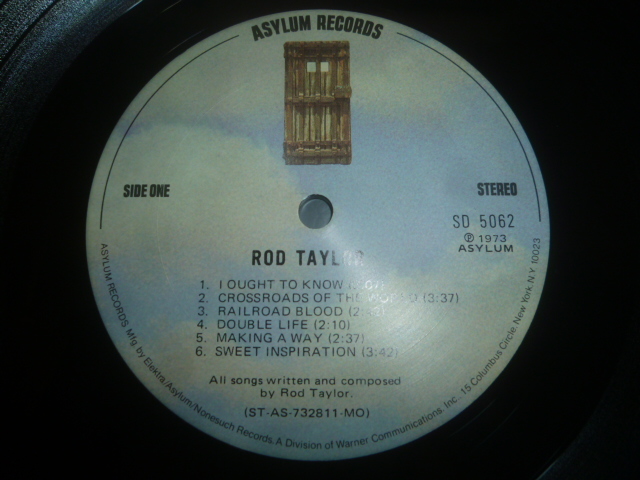 ASYLUM RECORDS
SIDE ONE
STEREO
SD 5062
℗ 1973
ASYLUM
ROD TAYLOR
1. I OUGHT TO KNOW
2. CROSSROADS OF THE WORLD (3:37)
3. RAILROAD BLOOD
4. DOUBLE LIFE (2:10)
5. MAKING A WAY (2:37)
6. SWEET INSPIRATION (3:42)
All songs written and composed
by Rod Taylor.
(ST-AS-732811-MO)
ASYLUM RECORDS Mfg. by Elektra/Asylum/Nonesuch Records. A Division of Warner Communications, Inc. 15 Columbus Circle, New York, N.Y. 10023